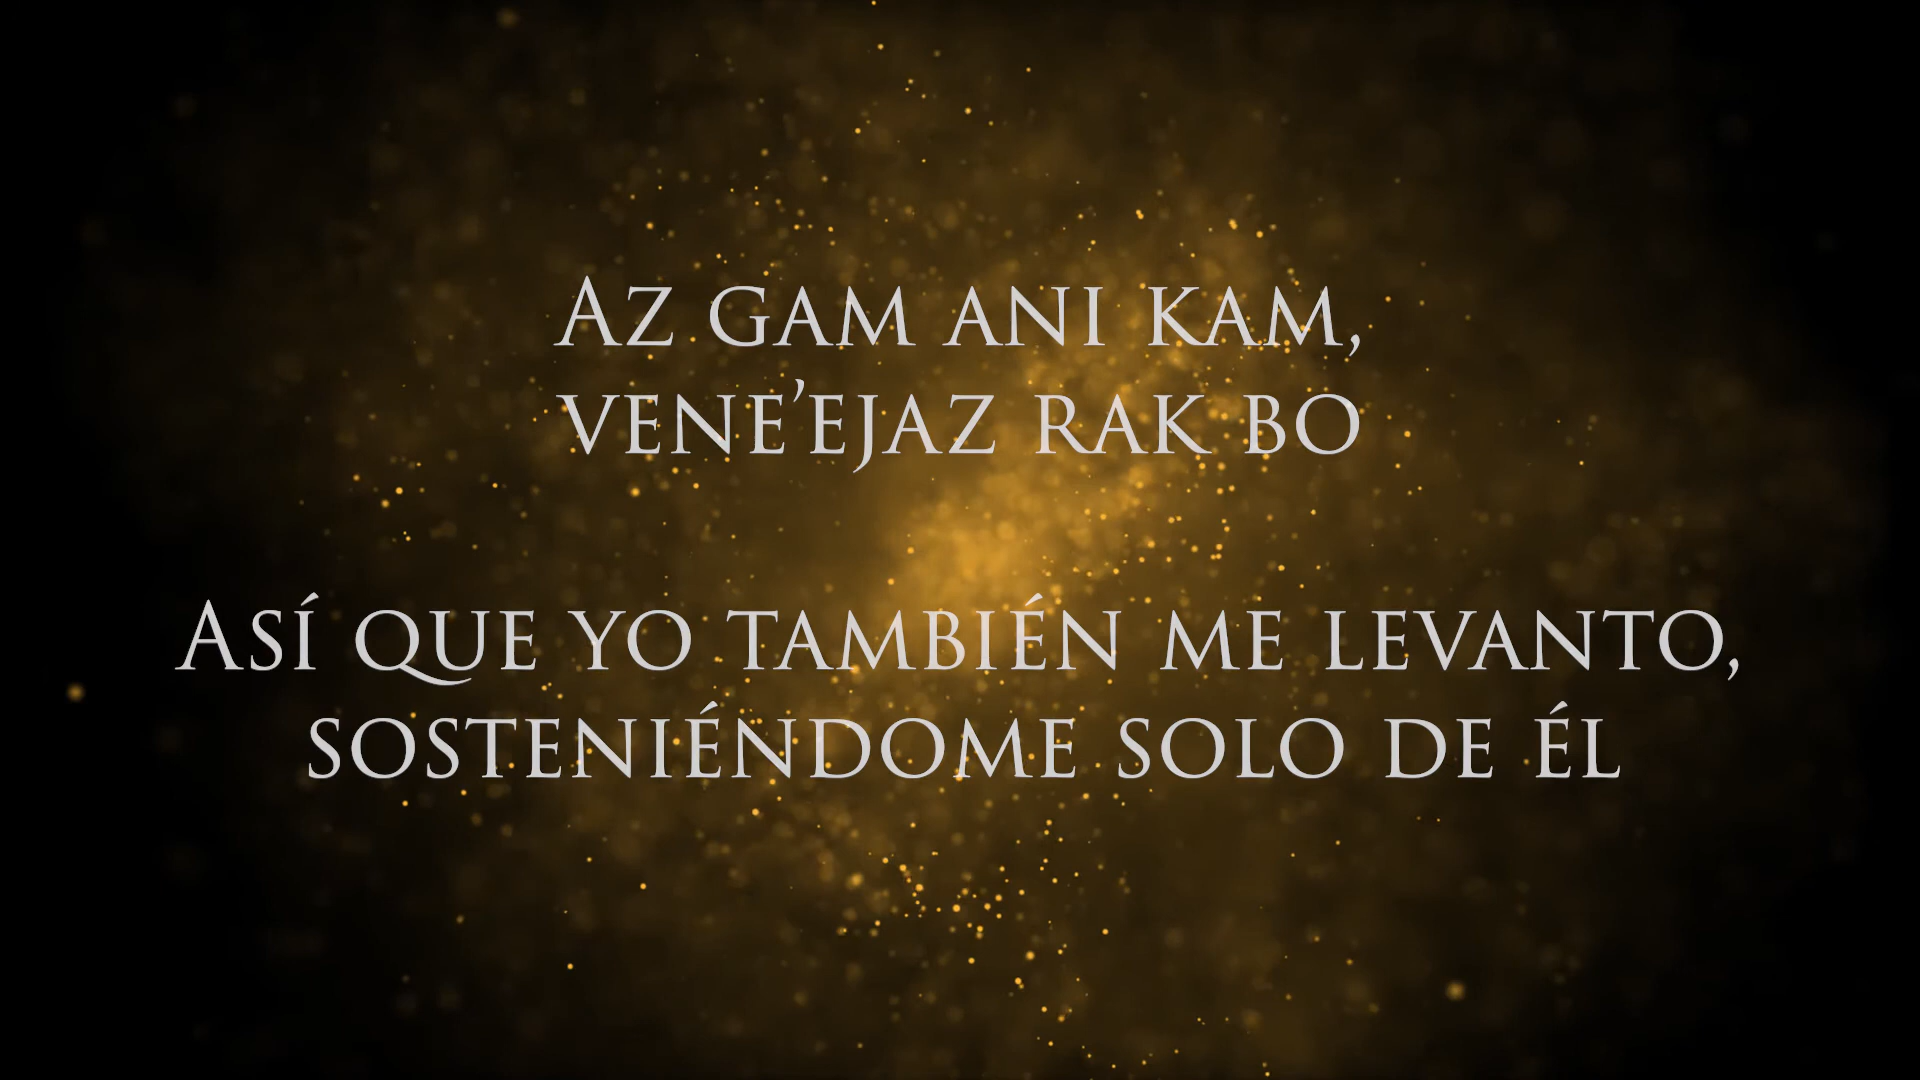 Az gam ani kam,
vene’ejaz rak bo
Así que yo también me levanto,
sosteniéndome solo de él